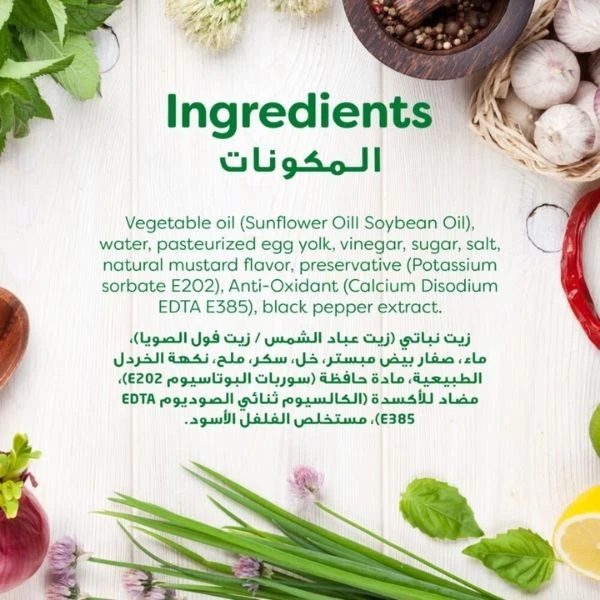 Ingredients
المكونات
Vegetable oil (Sunflower Oill Soybean Oil),
water, pasteurized egg yolk, vinegar, sugar, salt,
natural mustard flavor, preservative (Potassium
sorbate E202), Anti-Oxidant (Calcium Disodium
EDTA E385), black pepper extract.
زيت نباتي (زيت عباد الشمس / زيت فول الصويا)،
ماء، صفار بيض مبستر، خل، سكر، ملح، نكهة الخردل
الطبيعية، مادة حافظة (سوربات البوتاسيوم E202)،
مضاد للأكسدة (الكالسيوم ثنائي الصوديوم EDTA
E385)، مستخلص الفلفل الأسود.